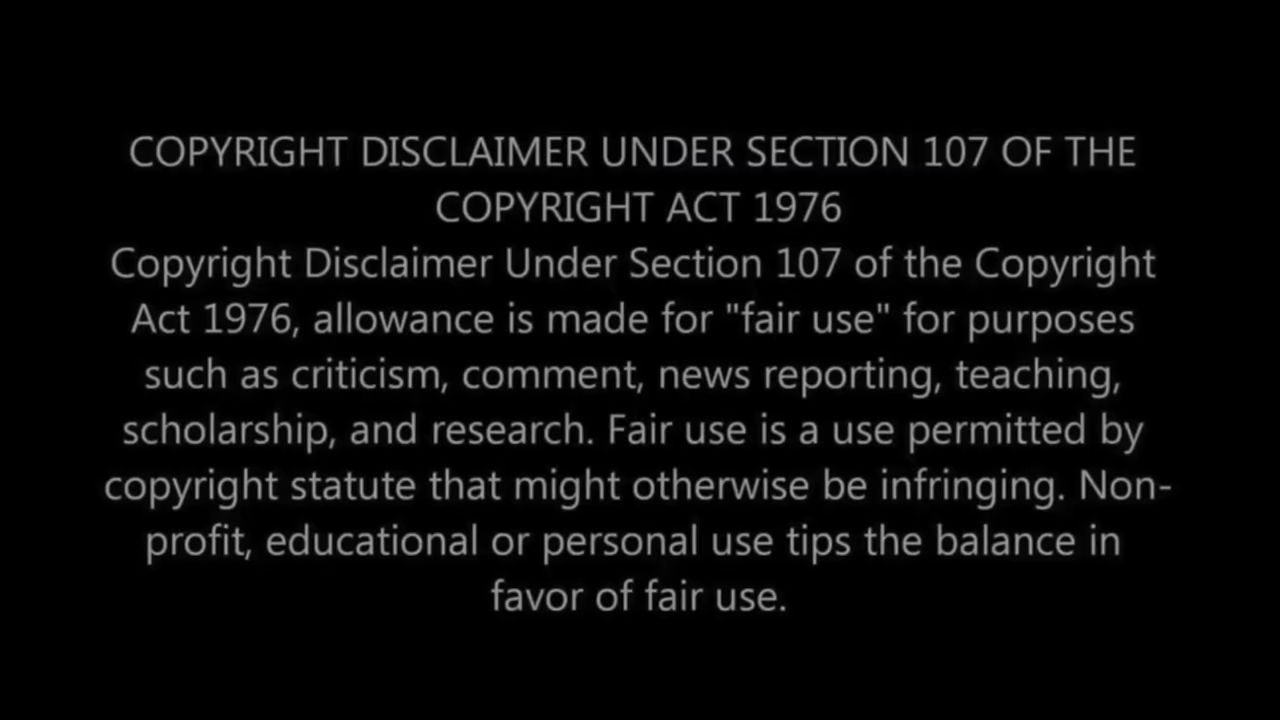 COPYRIGHT DISCLAIMER UNDER SECTION 107 OF THE
COPYRIGHT ACT 1976
Copyright Disclaimer Under Section 107 of the Copyright
Act 1976, allowance is made for "fair use" for purposes
such as criticism, comment, news reporting, teaching,
scholarship, and research. Fair use is a use permitted by
copyright statute that might otherwise be infringing. Non-
profit, educational or personal use tips the balance in
favor of fair use.